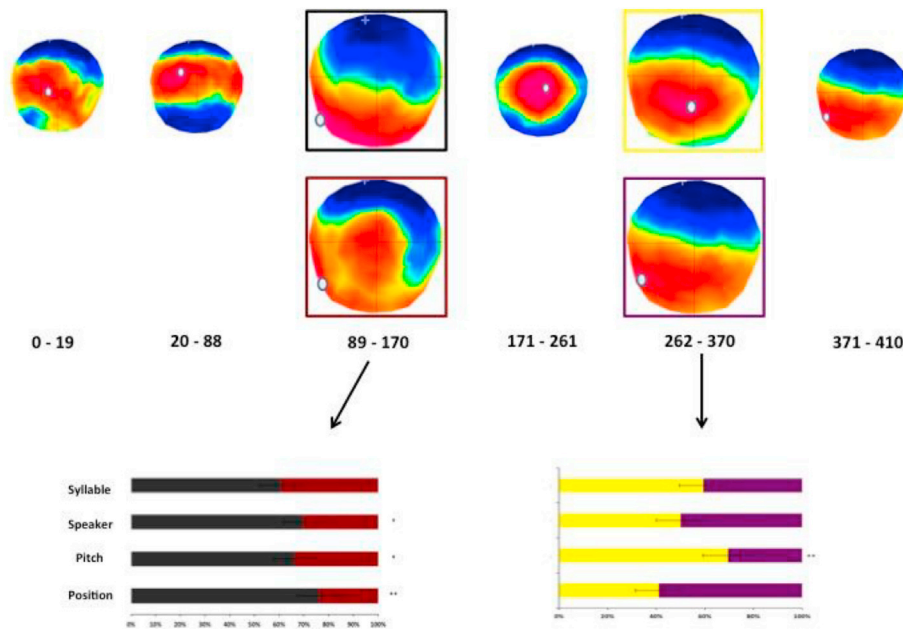 0 - 19 20 - 88 89 - 170 171 - 261 262 - 370 371 - 410
Syllable
Speaker *
Pitch * **
Position **
0% 10% 20% 30% 40% 50% 60% 70% 80% 90% 100% 0% 20% 40% 60% 80% 100%